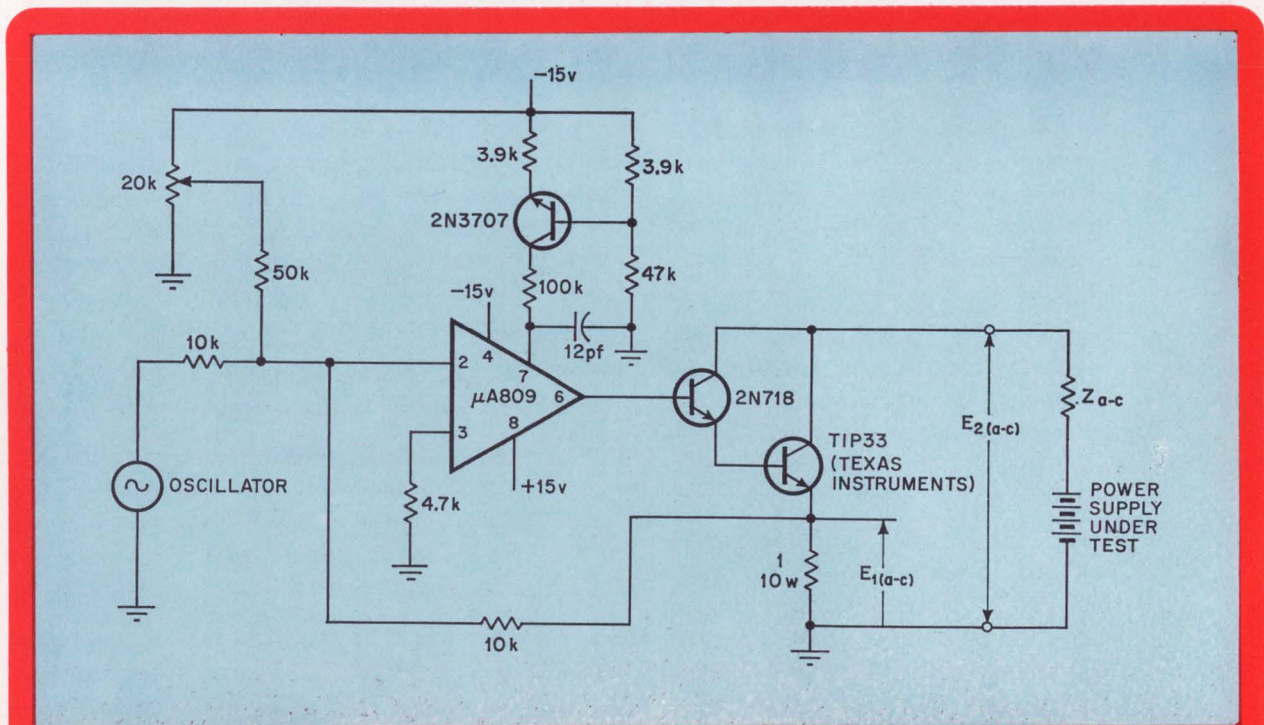 -15v
3.9k
3.9k
20k
2N3707
50k
100k
47k
-15v
12pf
10k
2
4
7
μA809
6
3
8
+15v
4.7k
OSCILLATOR
2N718
TIP33
(TEXAS
INSTRUMENTS)
E2(a-c)
Za-c
POWER
SUPPLY
UNDER
TEST
1
10w
E1(a-c)
10k